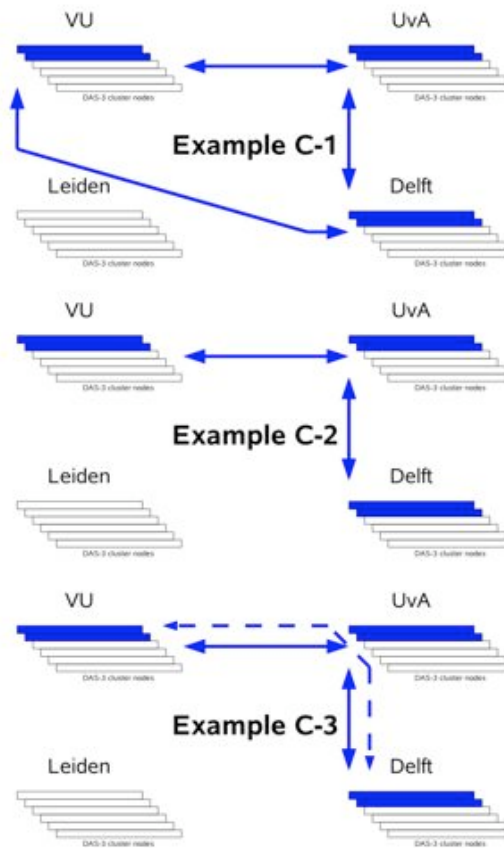 VU UvA
DAS-3 cluster nodes DAS-3 cluster nodes
Example C-1
Leiden Delft
DAS-3 cluster nodes DAS-3 cluster nodes
VU UvA
DAS-3 cluster nodes DAS-3 cluster nodes
Example C-2
Leiden Delft
DAS-3 cluster nodes DAS-3 cluster nodes
VU UvA
DAS-3 cluster nodes DAS-3 cluster nodes
Example C-3
Leiden Delft
DAS-3 cluster nodes DAS-3 cluster nodes